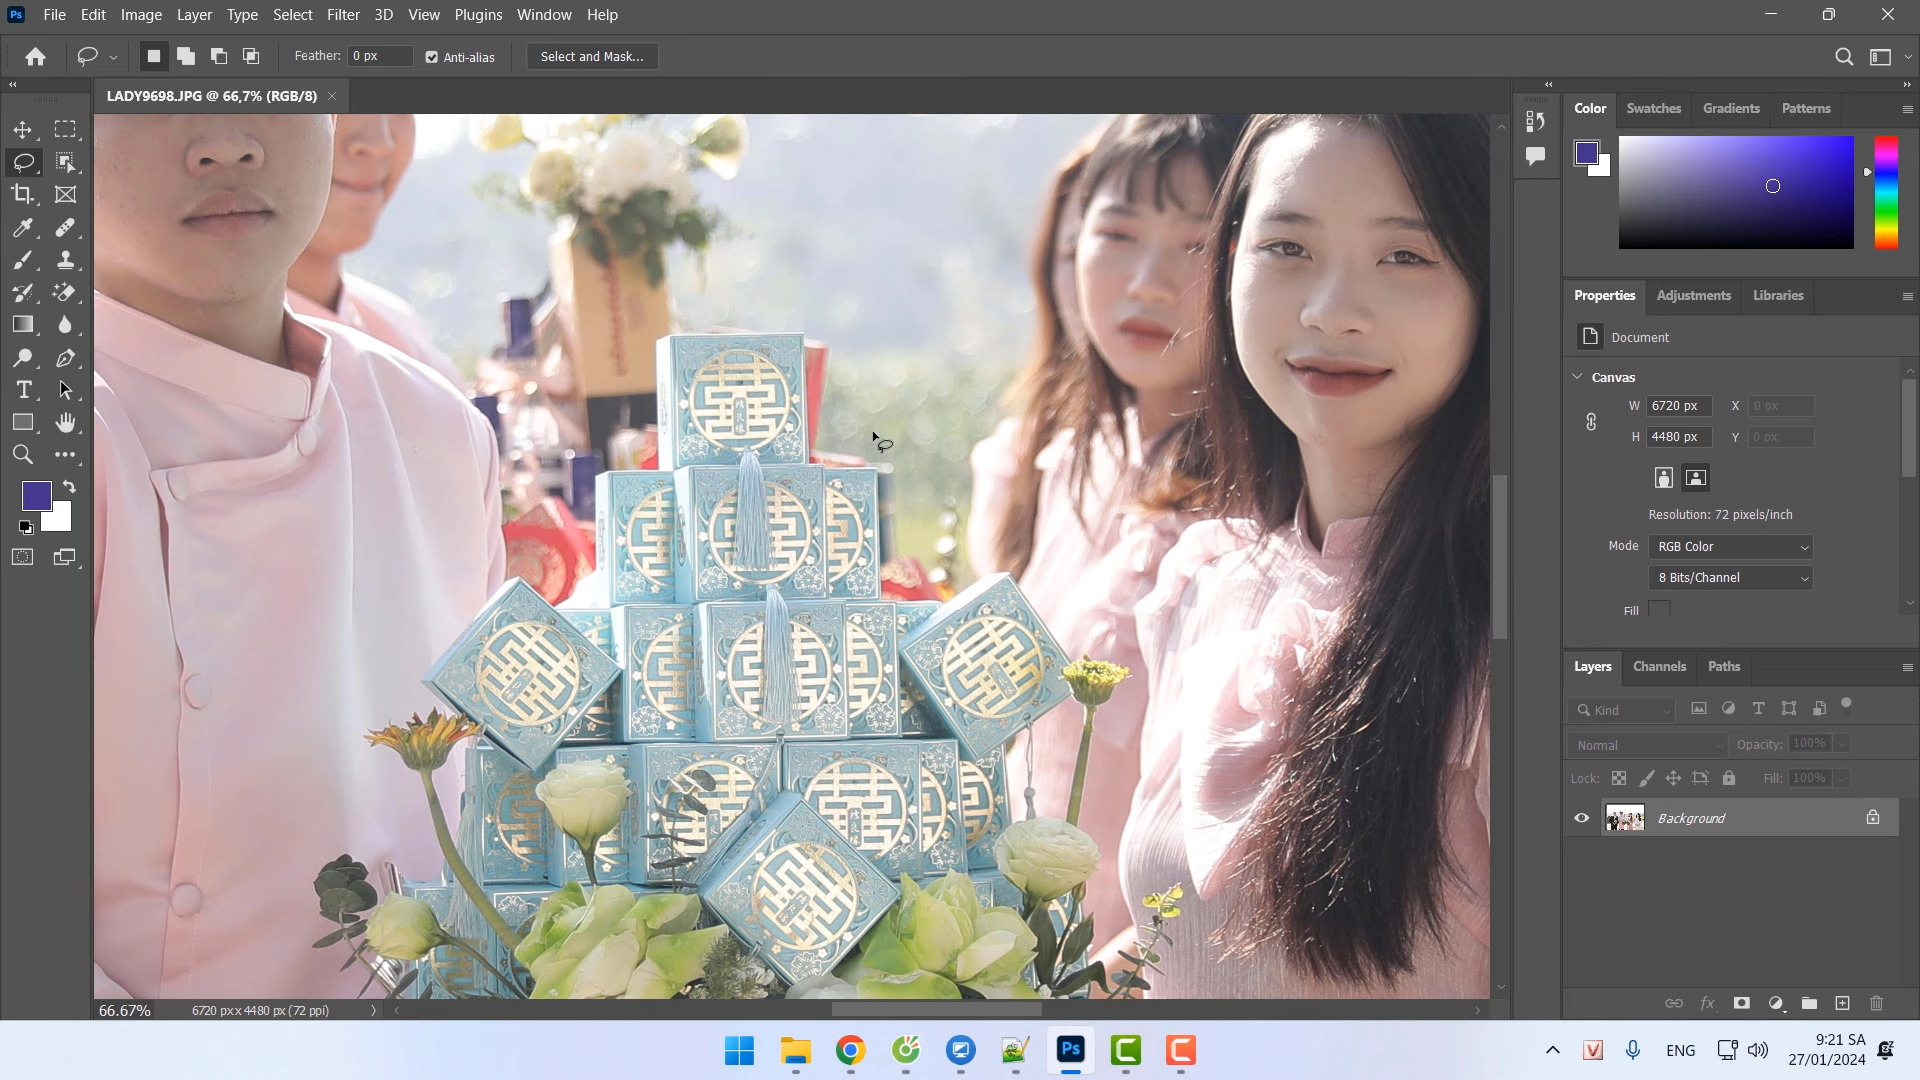 Ps File Edit Image Layer Type Select Filter 3D View Plugins Window Help
Feather: 0 px Anti-alias Select and Mask...
LADY9698.JPG @ 66,7% (RGB/8)
Color Swatches Gradients Patterns
Properties Adjustments Libraries
Document
Canvas
W 6720 px X 0 px
H 4480 px Y 0 px
Resolution: 72 pixels/inch
Mode RGB Color
8 Bits/Channel
Fill
Layers Channels Paths
Kind
Normal Opacity: 100%
Lock: Fill: 100%
Background
fx
66.67% 6720 px x 4480 px (72 ppi)
Ps
ENG
9:21 SA
27/01/2024